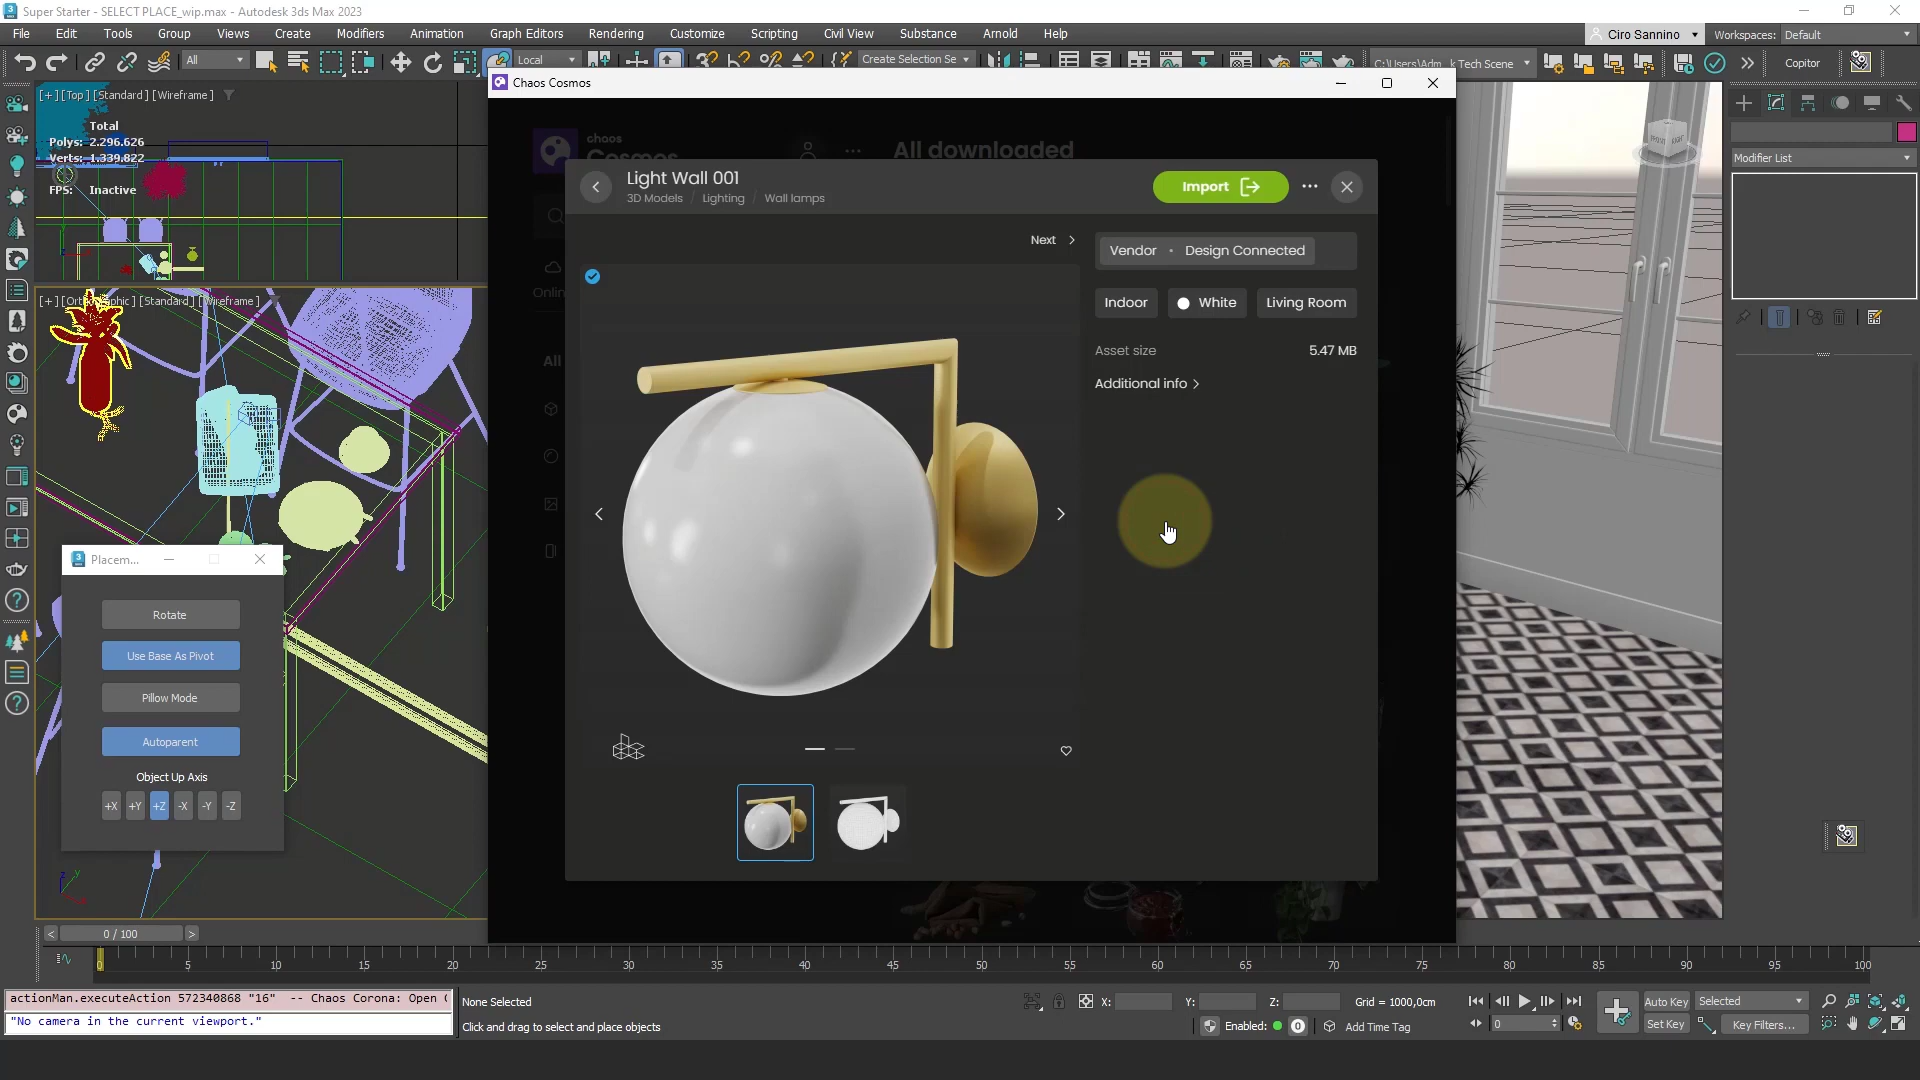 Super Starter - SELECT PLACE_wip.max - Autodesk 3ds Max 2023
File Edit Tools Group Views Create Modifiers Animation Graph Editors Rendering Customize Scripting Civil View Substance Arnold Help
Ciro Sannino
Workspaces: Default
All
Local
Create Selection Se
C:\Users\Adm...k Tech Scene
Copitor
Chaos Cosmos
[+] [Top] [Standard] [Wireframe]
Total
Polys: 2.296.626
Verts: 1.339.822
FPS: Inactive
chaos
Cosmos
All downloaded
Light Wall 001
3D Models / Lighting / Wall lamps
Import
Modifier List
Next
Vendor • Design Connected
Indoor
White
Living Room
Asset size
5.47 MB
Additional info
All
[+] [Orthographic] [Standard] [Wireframe]
Placem...
Rotate
Use Base As Pivot
Pillow Mode
Autoparent
Object Up Axis
+X +Y +Z -X -Y -Z
0 / 100
0 5 10 15 20 25 30 35 40 45 50 55 60 65 70 75 80 85 90 95 100
actionMan.executeAction 572340868 "16" -- Chaos Corona: Open
"No camera in the current viewport."
None Selected
Click and drag to select and place objects
X:
Y:
Z:
Grid = 1000,0cm
Enabled:
0
Add Time Tag
0
Auto Key
Selected
Set Key
Key Filters...